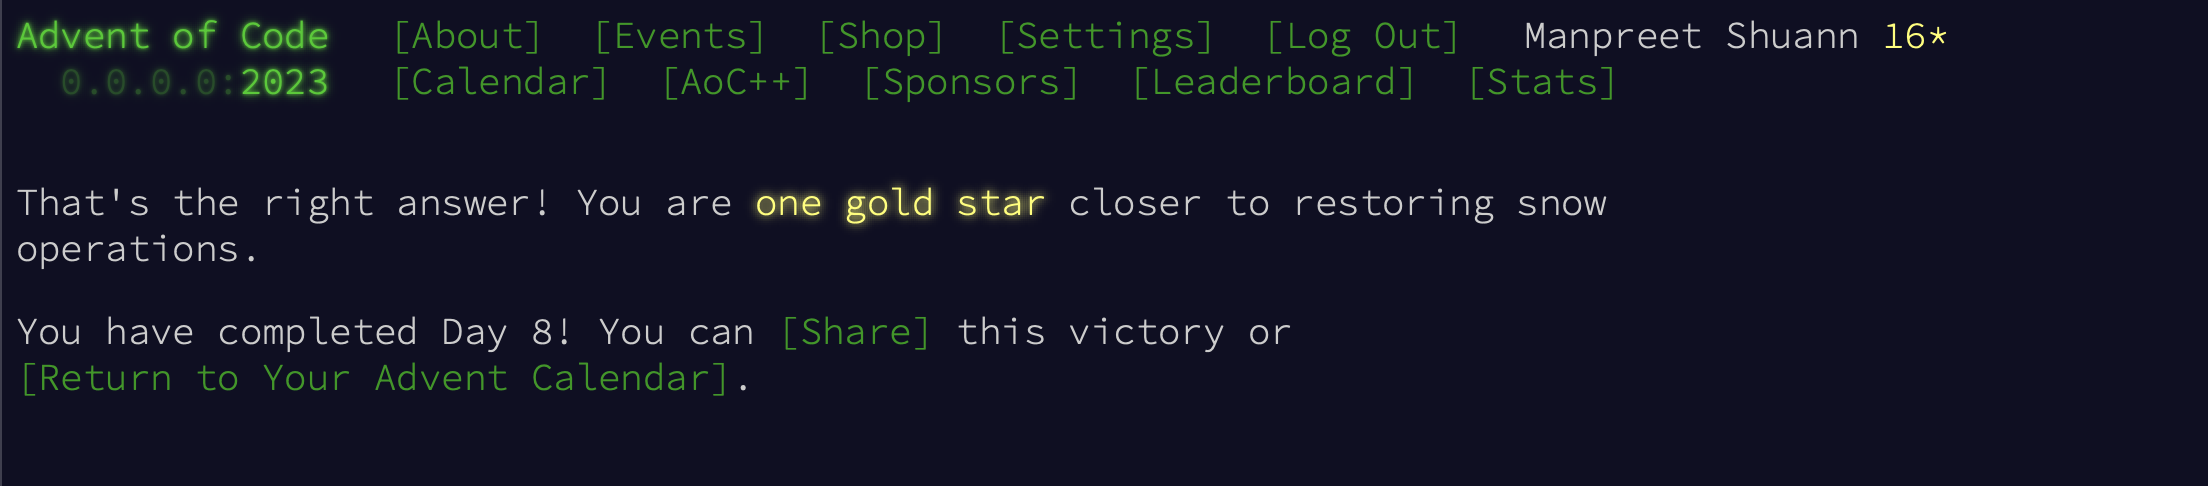 Advent of Code [About] [Events] [Shop] [Settings] [Log Out] Manpreet Shuann 16*
0.0.0.0:2023 [Calendar] [AoC++] [Sponsors] [Leaderboard] [Stats]
That's the right answer! You are one gold star closer to restoring snow
operations.
You have completed Day 8! You can [Share] this victory or
[Return to Your Advent Calendar].